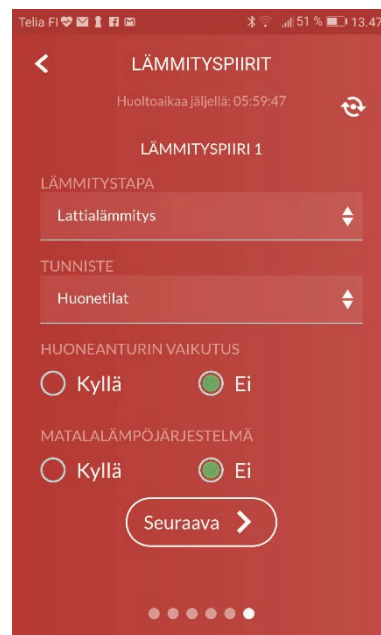 Telia FI 51 % 13.47
LÄMMITYSPIIRIT
Huoltoaikaa jäljellä: 05:59:47
LÄMMITYSPIIRI 1
LÄMMITYSTAPA
Lattialämmitys
TUNNISTE
Huonetilat
HUONEANTURIN VAIKUTUS
Kyllä Ei
MATALALÄMPÖJÄRJESTELMÄ
Kyllä Ei
Seuraava